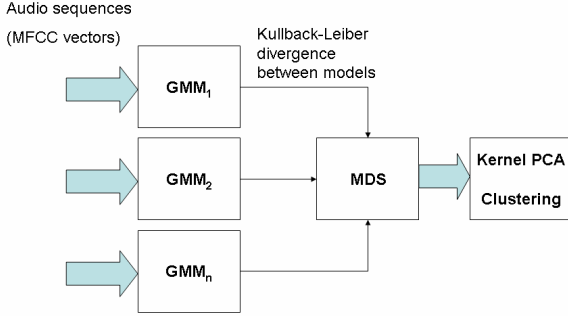 Audio sequences
(MFCC vectors)
Kullback-Leiber
divergence
between models
GMM₁
GMM₂
MDS
Kernel PCA
Clustering
GMMₙ